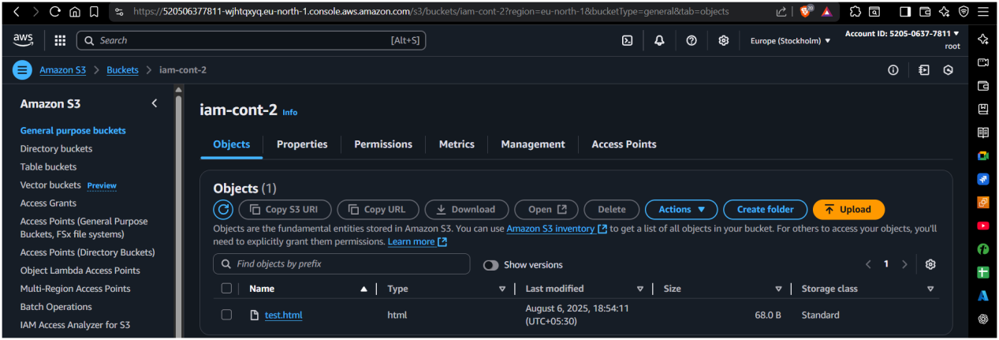 https://520506377811-wjhtqxyq.eu-north-1.console.aws.amazon.com/s3/buckets/iam-cont-2?region=eu-north-1&bucketType=general&tab=objects
20
aws
Search [Alt+S]
Europe (Stockholm)
Account ID: 5205-0637-7811
root
Amazon S3 > Buckets > iam-cont-2
Amazon S3
General purpose buckets
Directory buckets
Table buckets
Vector buckets Preview
Access Grants
Access Points (General Purpose
Buckets, FSx file systems)
Access Points (Directory Buckets)
Object Lambda Access Points
Multi-Region Access Points
Batch Operations
IAM Access Analyzer for S3
iam-cont-2 Info
Objects Properties Permissions Metrics Management Access Points
Objects (1)
Copy S3 URI Copy URL Download Open Delete Actions Create folder Upload
Objects are the fundamental entities stored in Amazon S3. You can use Amazon S3 inventory to get a list of all objects in your bucket. For others to access your objects, you'll
need to explicitly grant them permissions. Learn more
Find objects by prefix Show versions 1
Name Type Last modified Size Storage class
test.html html August 6, 2025, 18:54:11 68.0 B Standard
(UTC+05:30)